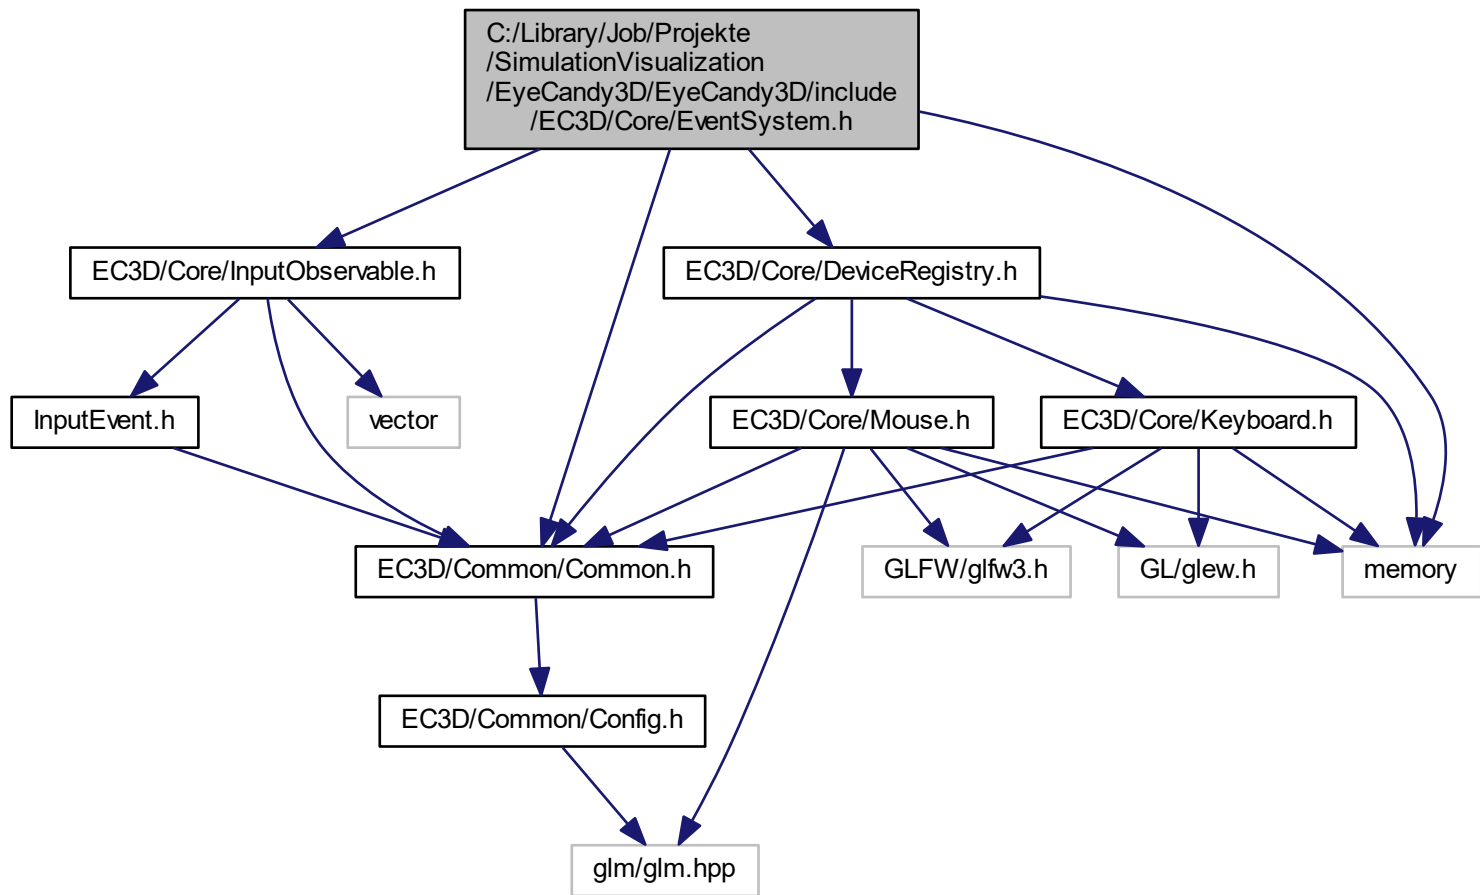 C:/Library/Job/Projekte
/SimulationVisualization
/EyeCandy3D/EyeCandy3D/include
/EC3D/Core/EventSystem.h
EC3D/Core/InputObservable.h
EC3D/Core/DeviceRegistry.h
InputEvent.h
vector
EC3D/Core/Mouse.h
EC3D/Core/Keyboard.h
EC3D/Common/Common.h
GLFW/glfw3.h
GL/glew.h
memory
EC3D/Common/Config.h
glm/glm.hpp